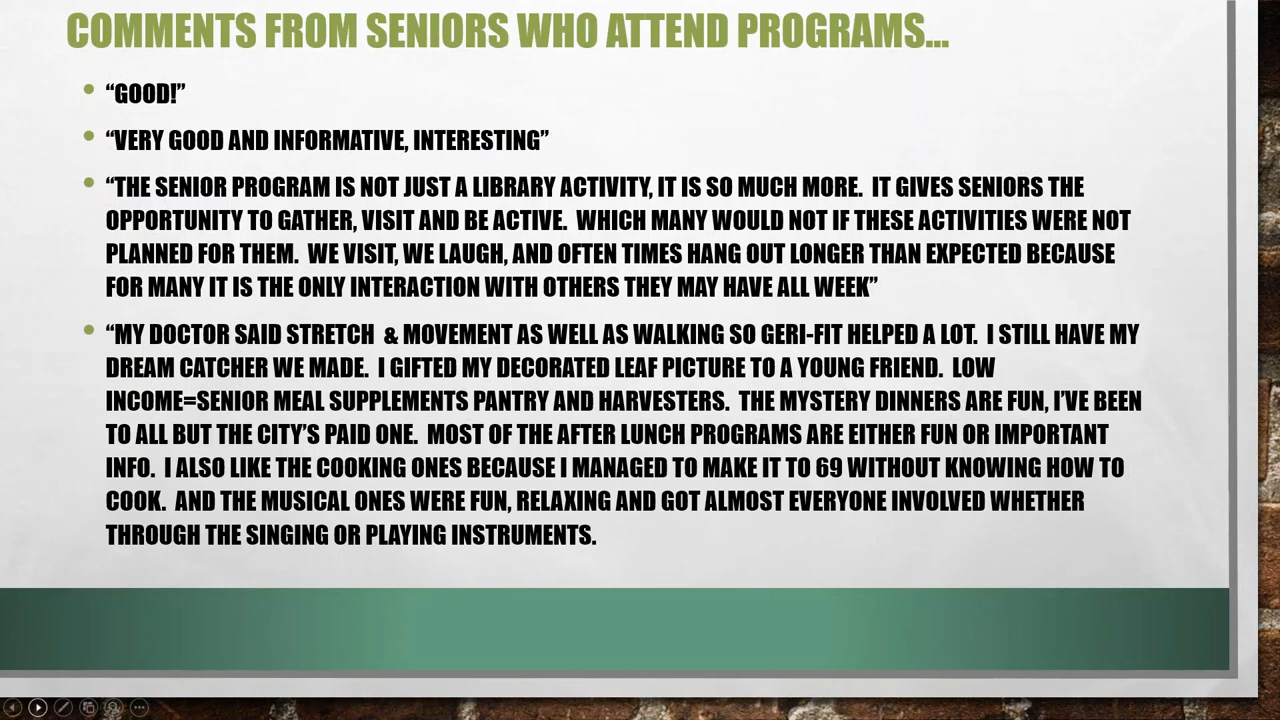 COMMENTS FROM SENIORS WHO ATTEND PROGRAMS…
• “GOOD!”
• “VERY GOOD AND INFORMATIVE, INTERESTING”
• “THE SENIOR PROGRAM IS NOT JUST A LIBRARY ACTIVITY, IT IS SO MUCH MORE.  IT GIVES SENIORS THE
OPPORTUNITY TO GATHER, VISIT AND BE ACTIVE.  WHICH MANY WOULD NOT IF THESE ACTIVITIES WERE NOT
PLANNED FOR THEM.  WE VISIT, WE LAUGH, AND OFTEN TIMES HANG OUT LONGER THAN EXPECTED BECAUSE
FOR MANY IT IS THE ONLY INTERACTION WITH OTHERS THEY MAY HAVE ALL WEEK”
• “MY DOCTOR SAID STRETCH  & MOVEMENT AS WELL AS WALKING SO GERI-FIT HELPED A LOT.  I STILL HAVE MY
DREAM CATCHER WE MADE.  I GIFTED MY DECORATED LEAF PICTURE TO A YOUNG FRIEND.  LOW
INCOME=SENIOR MEAL SUPPLEMENTS PANTRY AND HARVESTERS.  THE MYSTERY DINNERS ARE FUN, I’VE BEEN
TO ALL BUT THE CITY’S PAID ONE.  MOST OF THE AFTER LUNCH PROGRAMS ARE EITHER FUN OR IMPORTANT
INFO.  I ALSO LIKE THE COOKING ONES BECAUSE I MANAGED TO MAKE IT TO 69 WITHOUT KNOWING HOW TO
COOK.  AND THE MUSICAL ONES WERE FUN, RELAXING AND GOT ALMOST EVERYONE INVOLVED WHETHER
THROUGH THE SINGING OR PLAYING INSTRUMENTS.